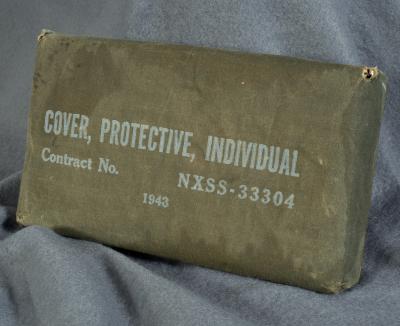 COVER, PROTECTIVE, INDIVIDUAL
Contract No. NXSS-33304
1943